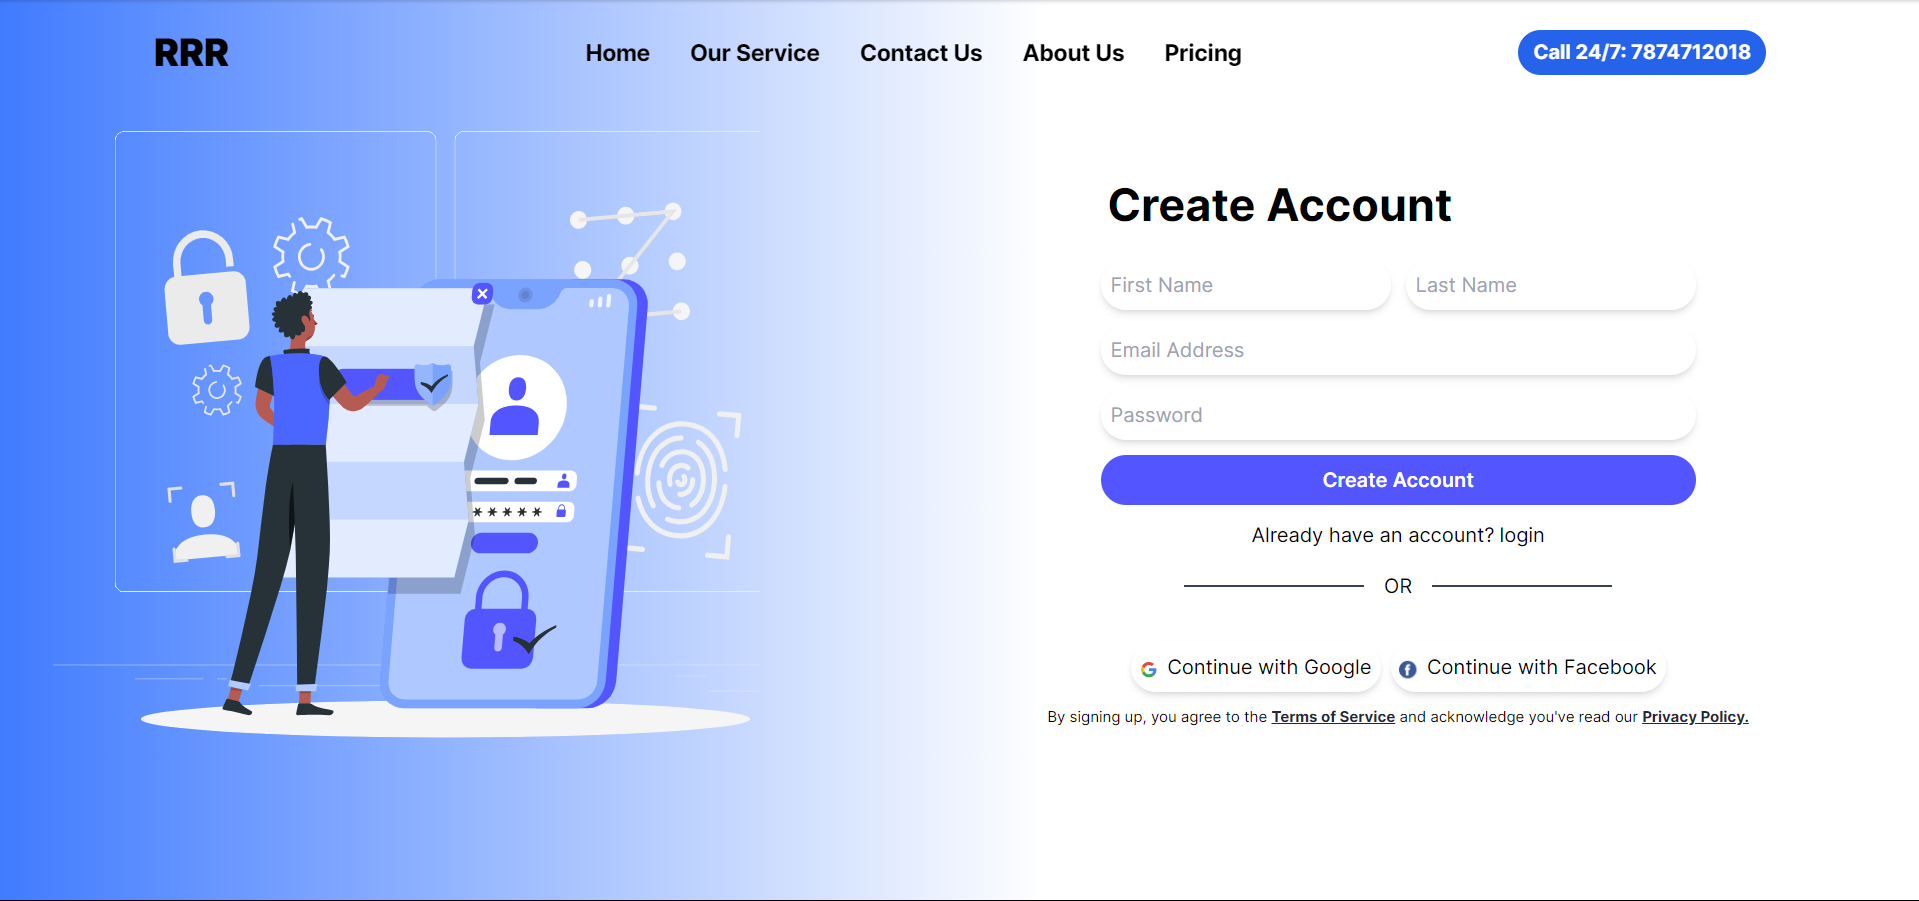 RRR
Home Our Service Contact Us About Us Pricing
Call 24/7: 7874712018
Create Account
First Name Last Name
Email Address
Password
Create Account
Already have an account? login
OR
Continue with Google Continue with Facebook
By signing up, you agree to the Terms of Service and acknowledge you've read our Privacy Policy.